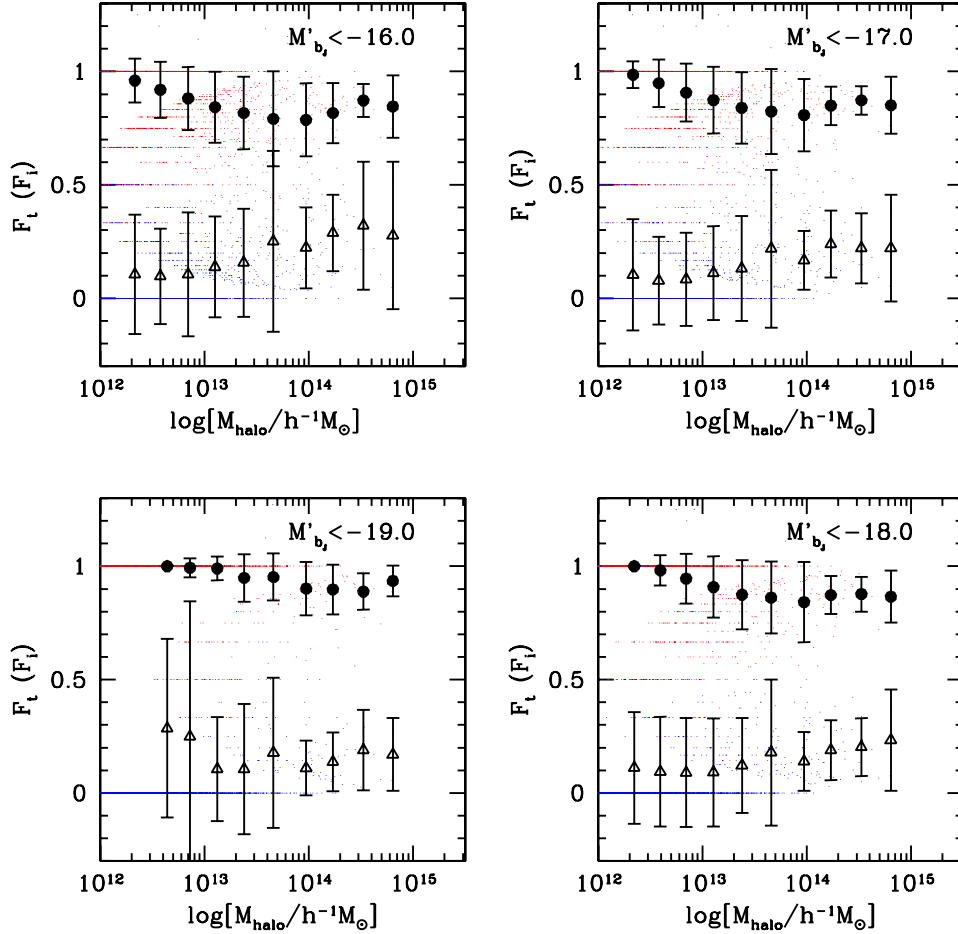 M'bJ<−16.0
1
0.5
0
Ft (Fi)
10¹² 10¹³ 10¹⁴ 10¹⁵
log[Mhalo/h⁻¹M⊙]
M'bJ<−17.0
1
0.5
0
Ft (Fi)
10¹² 10¹³ 10¹⁴ 10¹⁵
log[Mhalo/h⁻¹M⊙]
M'bJ<−19.0
1
0.5
0
Ft (Fi)
10¹² 10¹³ 10¹⁴ 10¹⁵
log[Mhalo/h⁻¹M⊙]
M'bJ<−18.0
1
0.5
0
Ft (Fi)
10¹² 10¹³ 10¹⁴ 10¹⁵
log[Mhalo/h⁻¹M⊙]